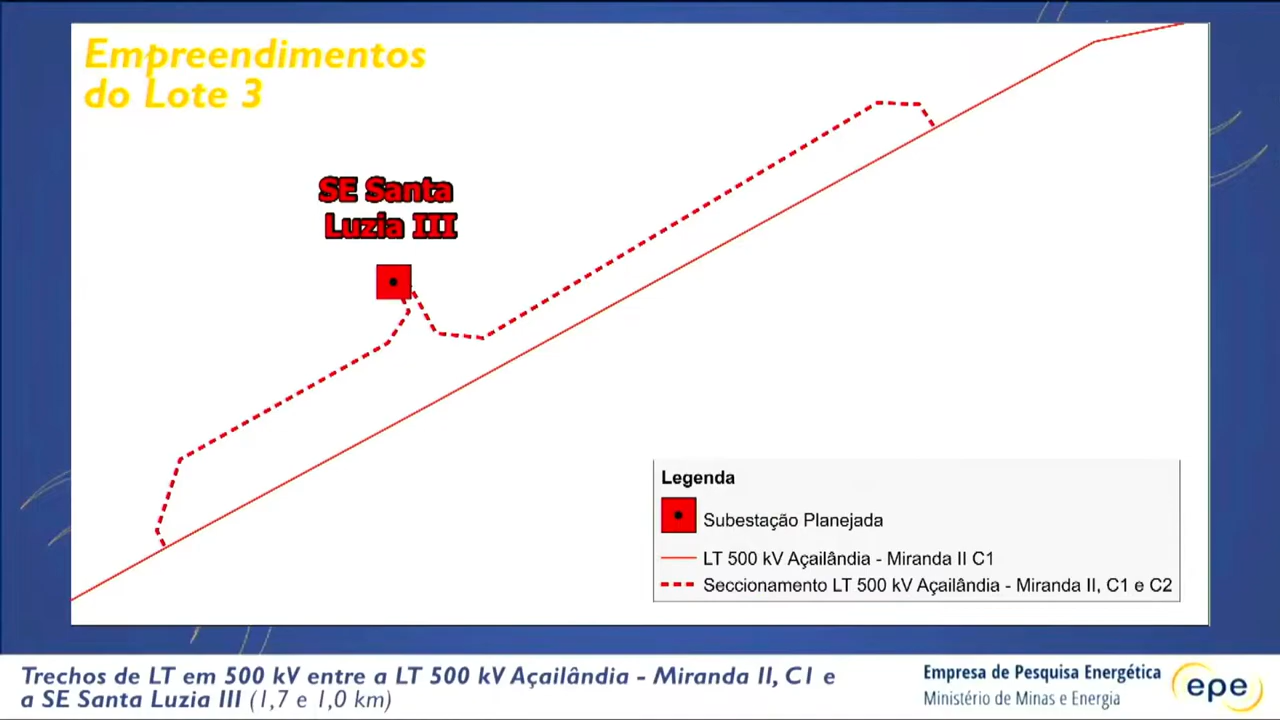 Empreendimentos
do Lote 3
SE Santa
Luzia III
Legenda
Subestação Planejada
LT 500 kV Açailândia - Miranda II C1
Seccionamento LT 500 kV Açailândia - Miranda II, C1 e C2
Trechos de LT em 500 kV entre a LT 500 kV Açailândia - Miranda II, C1 e
a SE Santa Luzia III (1,7 e 1,0 km)
Empresa de Pesquisa Energética
Ministério de Minas e Energia
epe